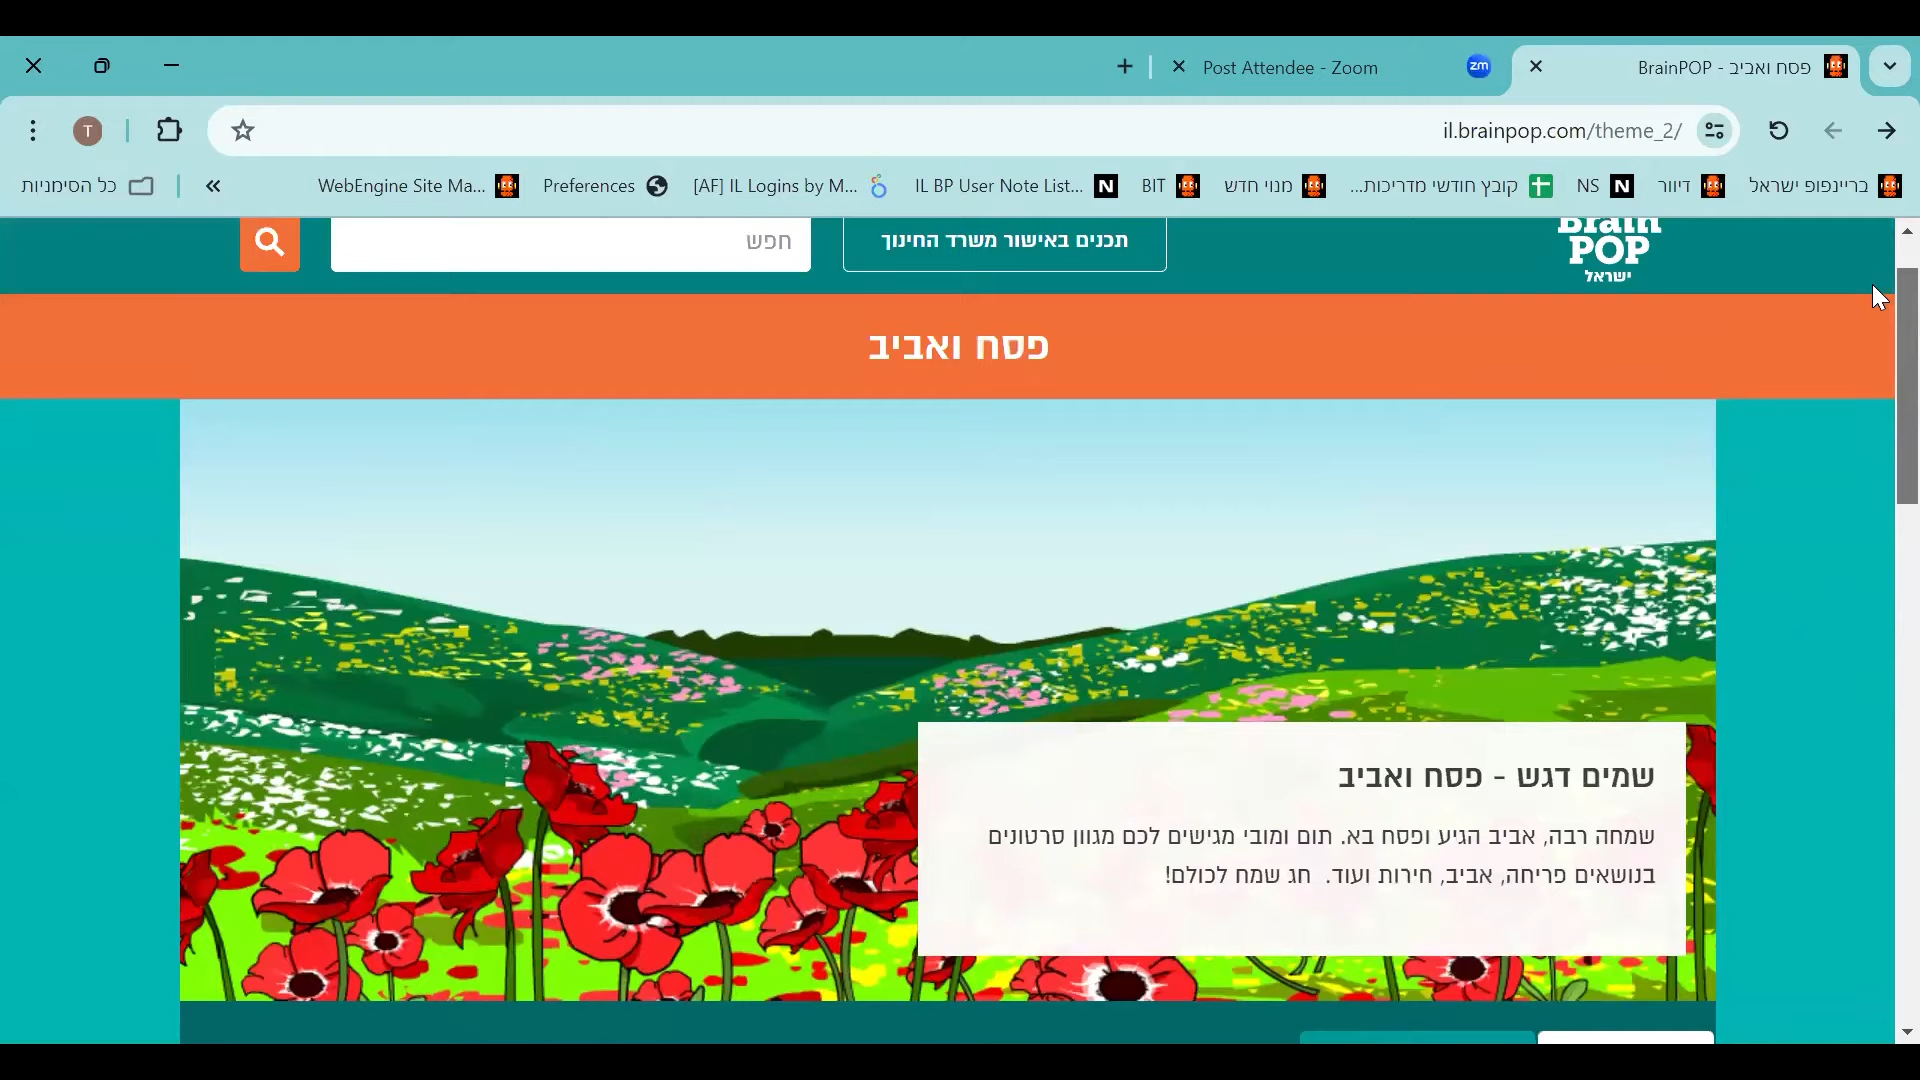 BrainPOP - פסח ואביב
Post Attendee - Zoom
zm
il.brainpop.com/theme_2/
T
בריינפופ ישראל
דיוור
NS
קובץ חודשי מדריכות...
מנוי חדש
BIT
IL BP User Note List...
[AF] IL Logins by M...
Preferences
WebEngine Site Ma...
כל הסימניות
Brain
POP
ישראל
תכנים באישור משרד החינוך
חפש
פסח ואביב
שמים דגש - פסח ואביב
שמחה רבה, אביב הגיע ופסח בא. תום ומובי מגישים לכם מגוון סרטונים
בנושאים פריחה, אביב, חירות ועוד. חג שמח לכולם!